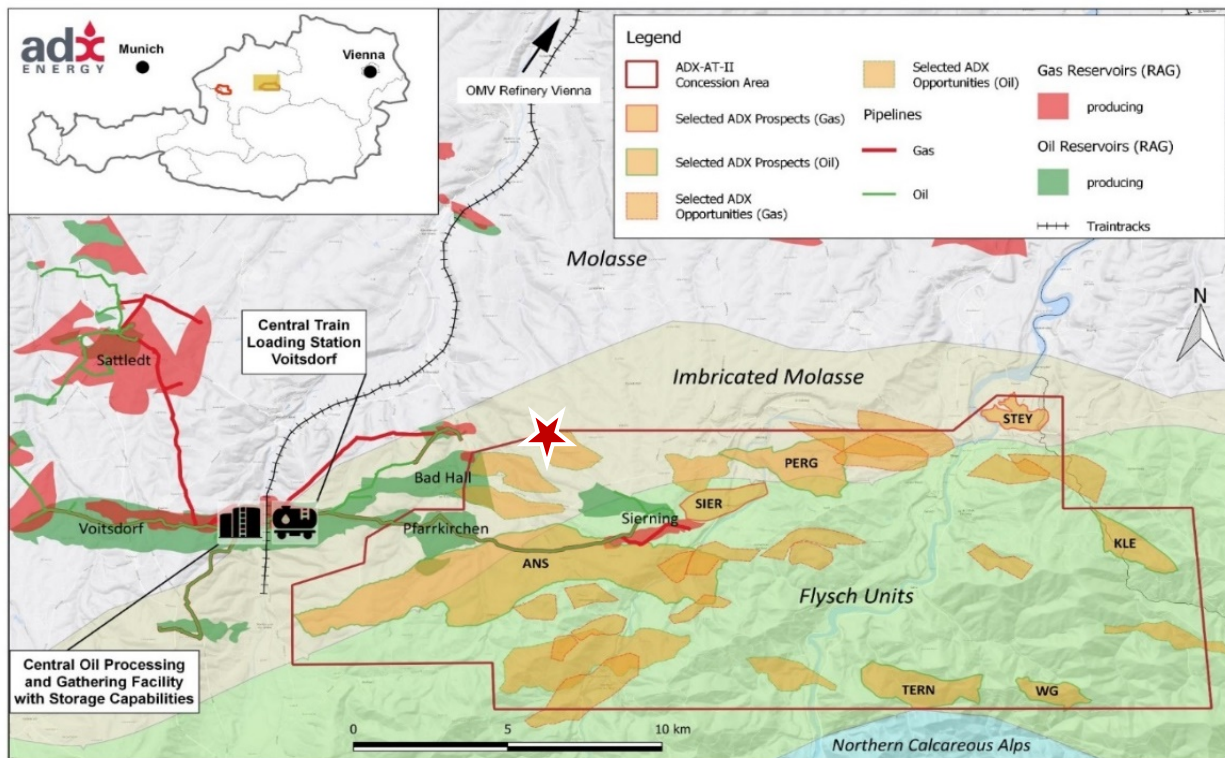 adx
ENERGY
Munich
Vienna
OMV Refinery Vienna
Legend
ADX-AT-II
Concession Area
Selected ADX Prospects (Gas)
Selected ADX Prospects (Oil)
Selected ADX
Opportunities (Gas)
Selected ADX
Opportunities (Oil)
Pipelines
Gas
Oil
Gas Reservoirs (RAG)
producing
Oil Reservoirs (RAG)
producing
Traintracks
Molasse
N
Central Train
Loading Station
Voitsdorf
Sattledt
Imbricated Molasse
STEY
Bad Hall
PERG
SIER
Voitsdorf
Pfarrkirchen
Sierning
KLE
ANS
Flysch Units
Central Oil Processing
and Gathering Facility
with Storage Capabilities
TERN
WG
0 5 10 km
Northern Calcareous Alps